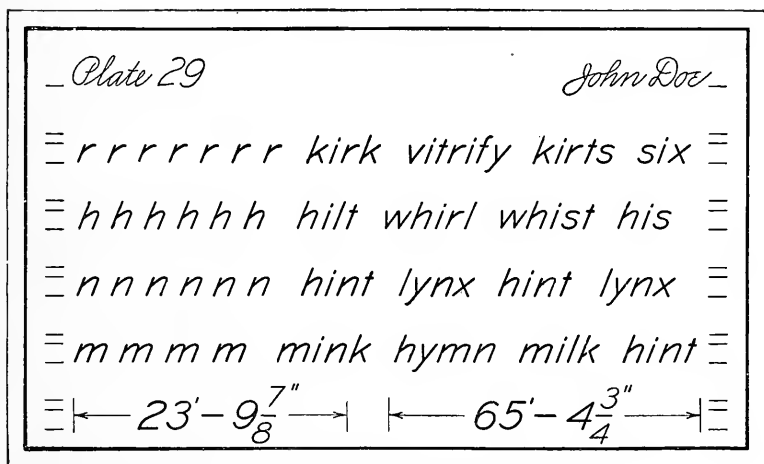 Plate 29 John Doe
r r r r r r r kirk vitrify kirts six
h h h h h h hilt whirl whist his
n n n n n n hint lynx hint lynx
m m m m mink hymn milk hint
23'-9 7/8" 65'-4 3/4"